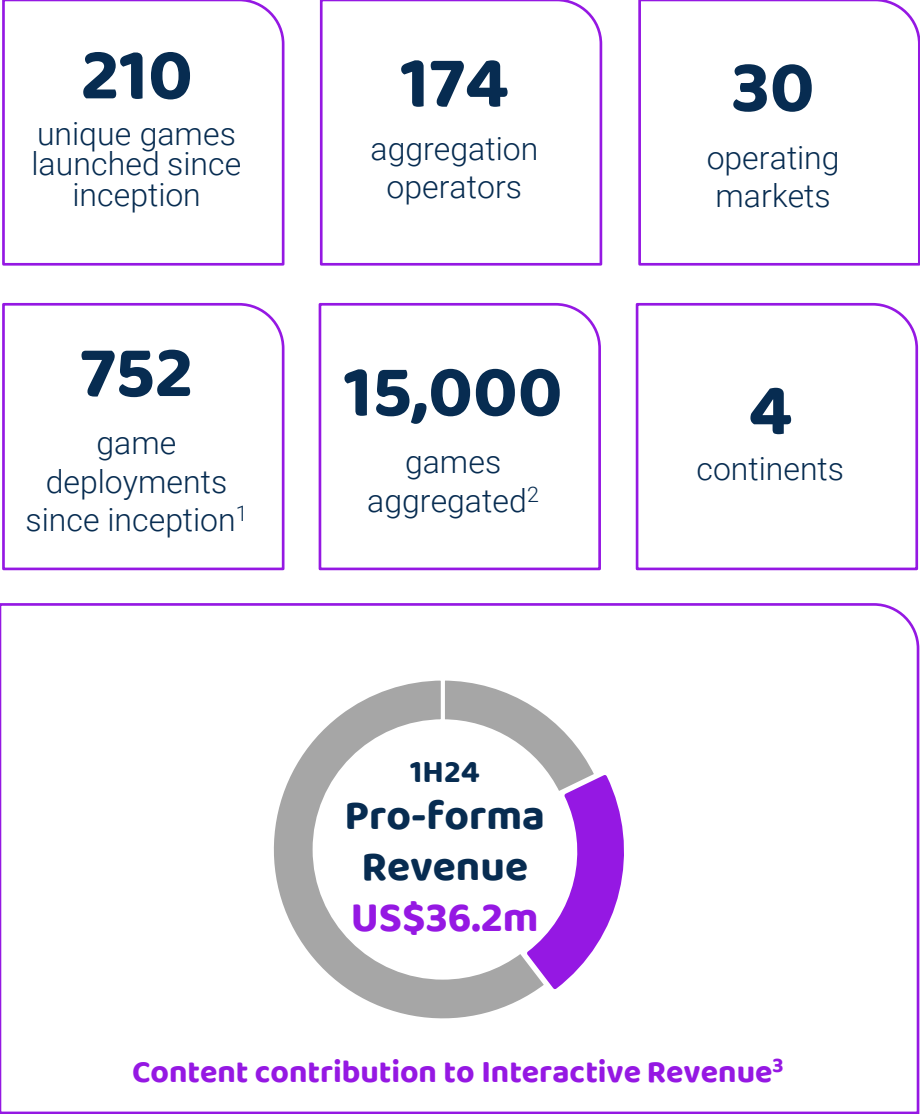 210
unique games
launched since
inception
174
aggregation
operators
30
operating
markets
752
game
deployments
since inception¹
15,000
games
aggregated²
4
continents
1H24
Pro-forma
Revenue
US$36.2m
Content contribution to Interactive Revenue³